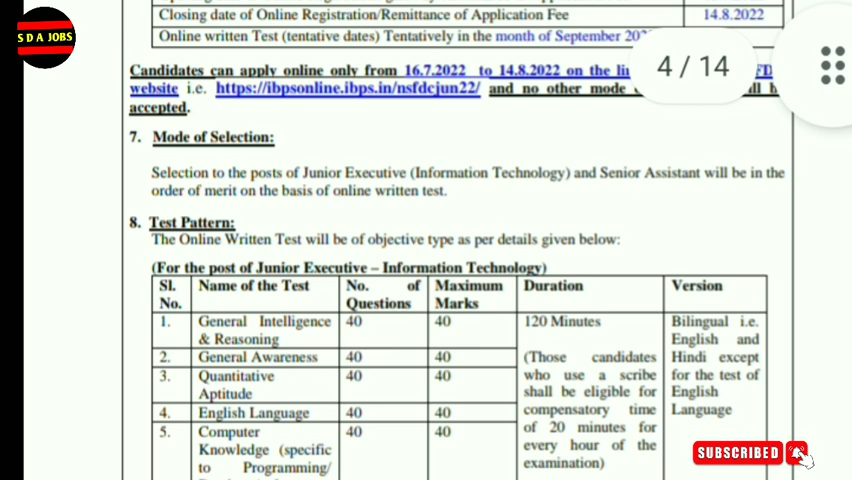 S D A JOBS
Closing date of Online Registration/Remittance of Application Fee 14.8.2022
Online written Test (tentative dates) Tentatively in the month of September
4 / 14
Candidates can apply online only from 16.7.2022 to 14.8.2022 on the
website i.e. https://ibpsonline.ibps.in/nsfdcjun22/ and no other mode
accepted.
7. Mode of Selection:
Selection to the posts of Junior Executive (Information Technology) and Senior Assistant will be in the
order of merit on the basis of online written test.
8. Test Pattern:
The Online Written Test will be of objective type as per details given below:
(For the post of Junior Executive – Information Technology)
Sl. Name of the Test No. of Maximum Duration Version
No. Questions Marks
1. General Intelligence 40 40 120 Minutes Bilingual i.e.
& Reasoning English and
2. General Awareness 40 40 (Those candidates Hindi except
3. Quantitative 40 40 who use a scribe for the test of
Aptitude shall be eligible for English
4. English Language 40 40 compensatory time Language
5. Computer 40 40 of 20 minutes for
Knowledge (specific every hour of the
to Programming/ examination)
SUBSCRIBED